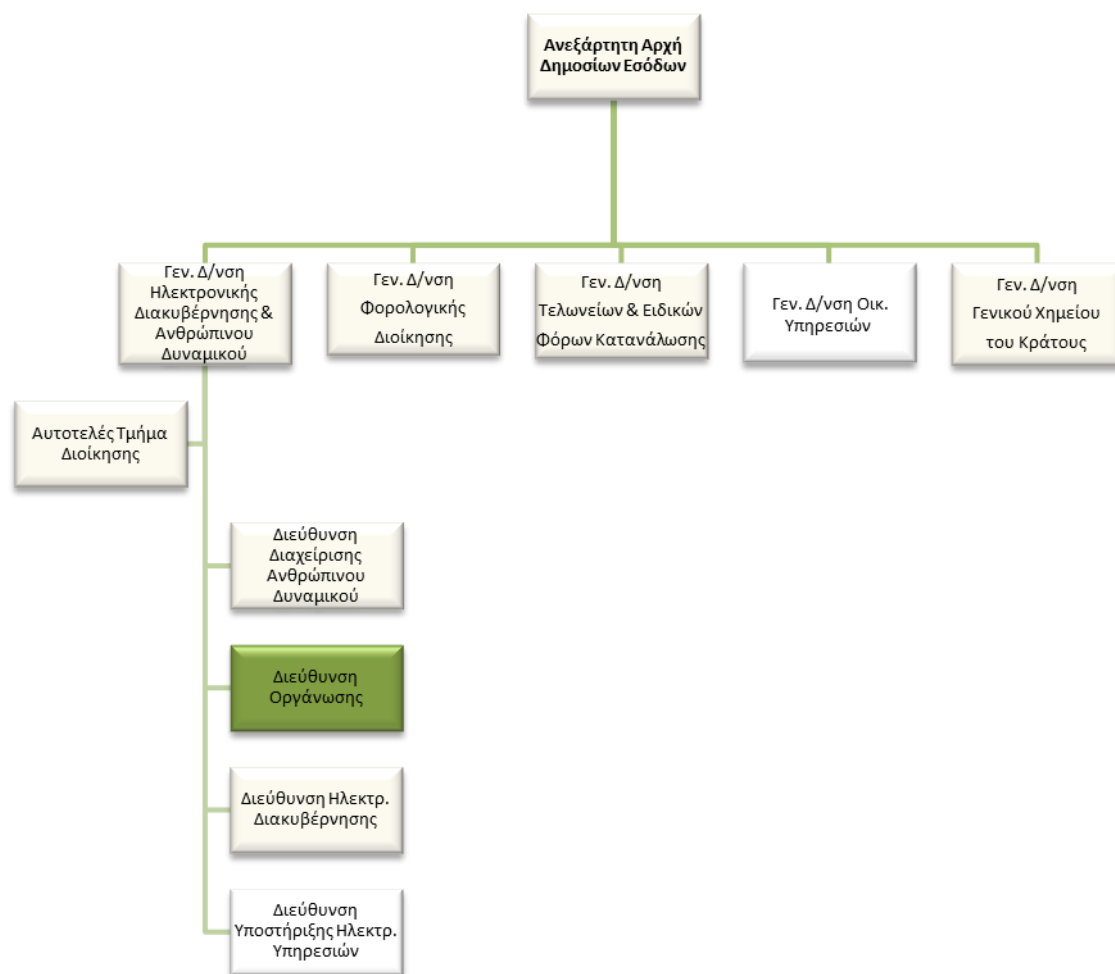 Ανεξάρτητη Αρχή
Δημοσίων Εσόδων
Γεν. Δ/νση
Ηλεκτρονικής
Διακυβέρνησης &
Ανθρώπινου
Δυναμικού
Γεν. Δ/νση
Φορολογικής
Διοίκησης
Γεν. Δ/νση
Τελωνείων & Ειδικών
Φόρων Κατανάλωσης
Γεν. Δ/νση Οικ.
Υπηρεσιών
Γεν. Δ/νση
Γενικού Χημείου
του Κράτους
Αυτοτελές Τμήμα
Διοίκησης
Διεύθυνση
Διαχείρισης
Ανθρώπινου
Δυναμικού
Διεύθυνση
Οργάνωσης
Διεύθυνση Ηλεκτρ.
Διακυβέρνησης
Διεύθυνση
Υποστήριξης Ηλεκτρ.
Υπηρεσιών